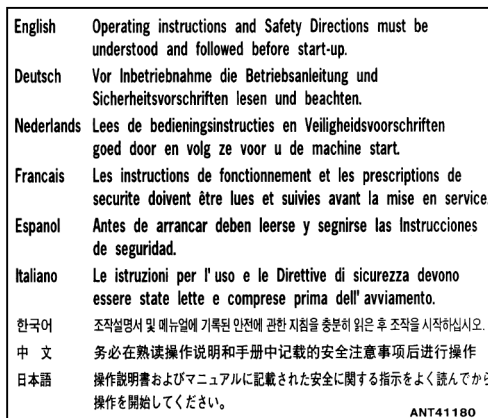 English Operating instructions and Safety Directions must be
understood and followed before start-up.
Deutsch Vor Inbetriebnahme die Betriebsanleitung und
Sicherheitsvorschriften lesen und beachten.
Nederlands Lees de bedieningsinstructies en Veiligheidsvoorschriften
goed door en volg ze voor u de machine start.
Francais Les instructions de fonctionnement et les prescriptions de
securite doivent être lues et suivies avant la mise en service.
Espanol Antes de arrancar deben leerse y segnirse las Instrucciones
de seguridad.
Italiano Le istruzioni per l'uso e le Direttive di sicurezza devono
essere state lette e comprese prima dell'avviamento.
한국어 조작설명서 및 메뉴얼에 기록된 안전에 관한 지침을 충분히 읽은 후 조작을 시작하십시오.
中 文 务必在熟读操作说明和手册中记载的安全注意事项后进行操作
日本語 操作説明書およびマニュアルに記載された安全に関する指示をよく読んでから
操作を開始してください。
ANT41180